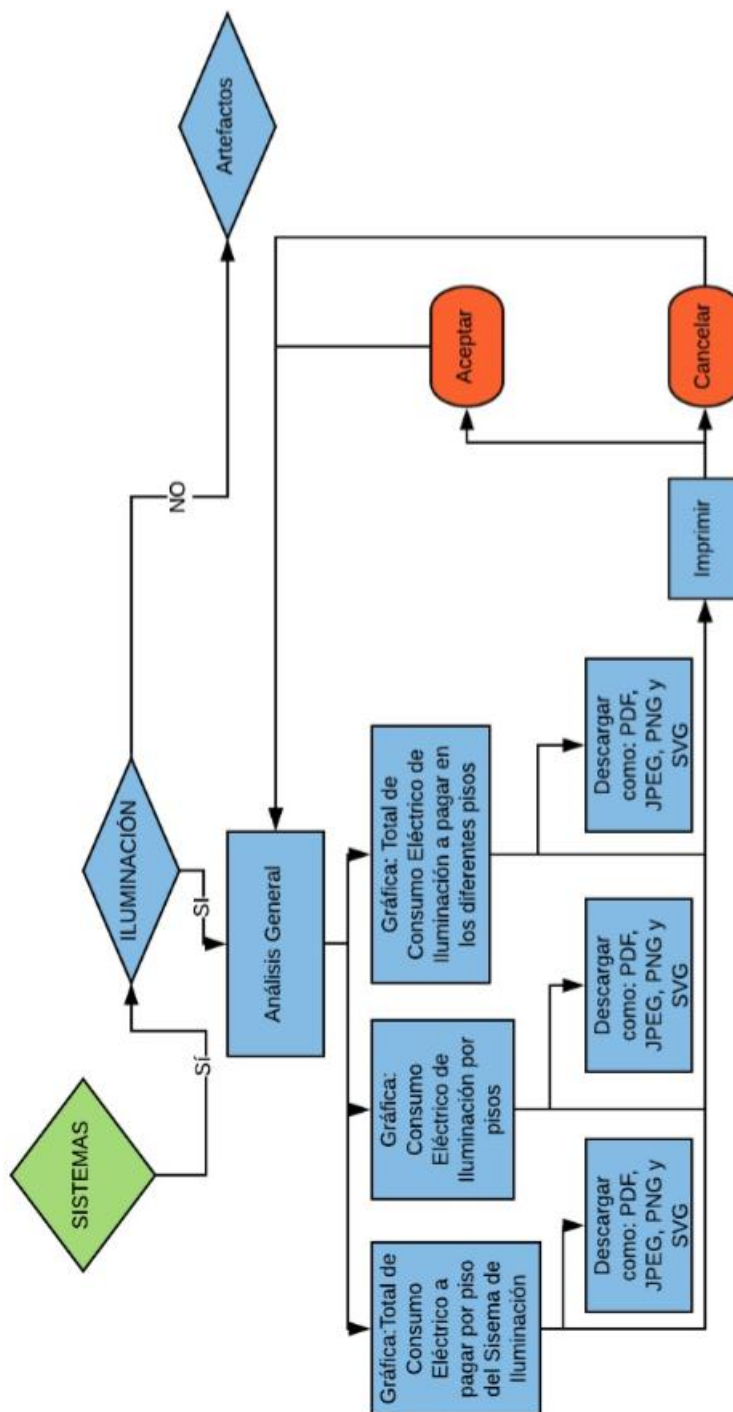 SISTEMAS
Sí
ILUMINACIÓN
NO
Artefactos
SI
Análisis General
Gráfica:Total de
Consumo
Eléctrico a
pagar por piso
del Sisema de
Iluminación
Gráfica:
Consumo
Eléctrico de
Iluminación por
pisos
Gráfica: Total de
Consumo Eléctrico de
Iluminación a pagar en
los diferentes pisos
Descargar
como: PDF,
JPEG, PNG y
SVG
Descargar
como: PDF,
JPEG, PNG y
SVG
Descargar
como: PDF,
JPEG, PNG y
SVG
Imprimir
Aceptar
Cancelar